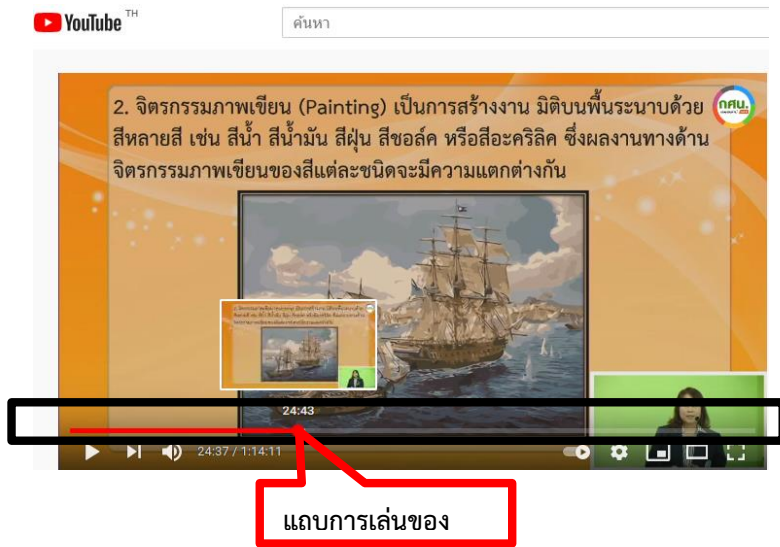 YouTube TH
ค้นหา
2. จิตรกรรมภาพเขียน (Painting) เป็นการสร้างงาน มิติบนพื้นระนาบด้วย
สีหลายสี เช่น สีน้ำ สีน้ำมัน สีฝุ่น สีชอล์ค หรือสีอะคริลิค ซึ่งผลงานทางด้าน
จิตรกรรมภาพเขียนของสีแต่ละชนิดจะมีความแตกต่างกัน
กศน.
24:43
24:37 / 1:14:11
แถบการเล่นของ